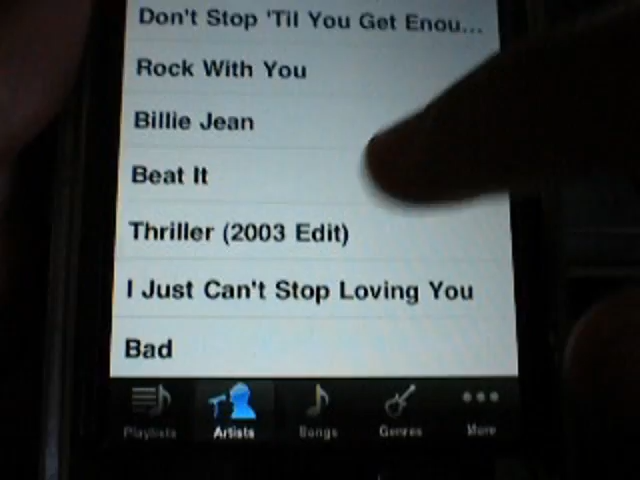 Don't Stop 'Til You Get Enou...
Rock With You
Billie Jean
Beat It
Thriller (2003 Edit)
I Just Can't Stop Loving You
Bad
Playlists Artists Songs Genres More